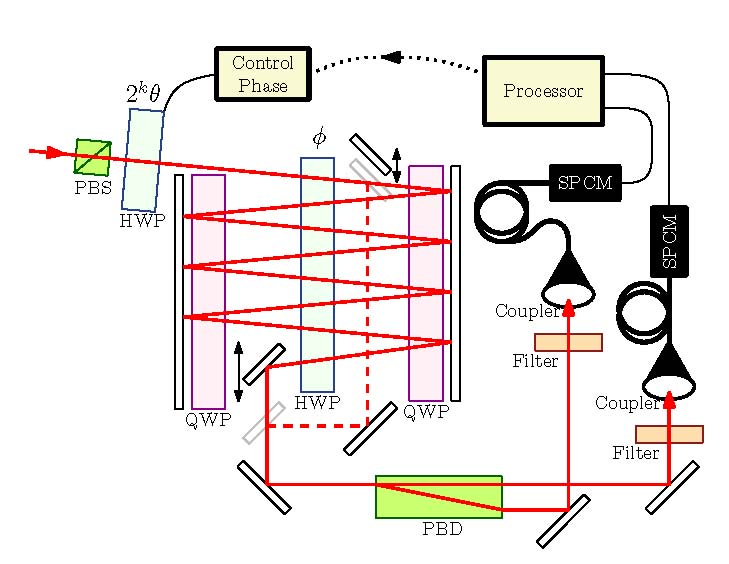 Control
Phase
Processor
2^kθ
ϕ
PBS
HWP
SPCM
SPCM
Coupler
Filter
Coupler
Filter
QWP
HWP
QWP
PBD